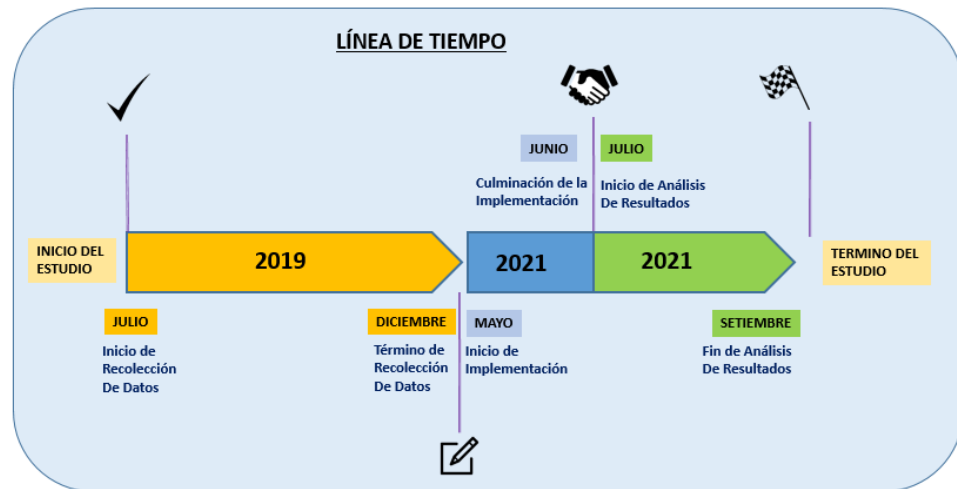 LÍNEA DE TIEMPO
JUNIO
JULIO
Culminación de la
Implementación
Inicio de Análisis
De Resultados
INICIO DEL
ESTUDIO
2019
2021
2021
TERMINO DEL
ESTUDIO
JULIO
Inicio de
Recolección
De Datos
DICIEMBRE
Término de
Recolección
De Datos
MAYO
Inicio de
Implementación
SETIEMBRE
Fin de Análisis
De Resultados